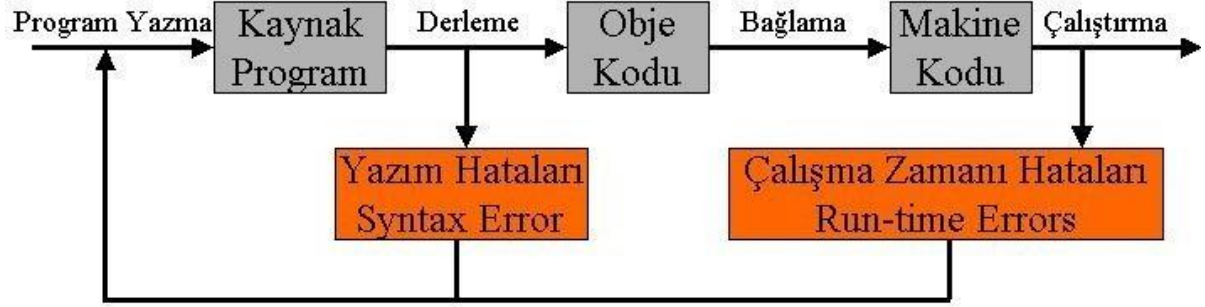 Program Yazma
Kaynak
Program
Derleme
Obje
Kodu
Bağlama
Makine
Kodu
Çalıştırma
Yazım Hataları
Syntax Error
Çalışma Zamanı Hataları
Run-time Errors